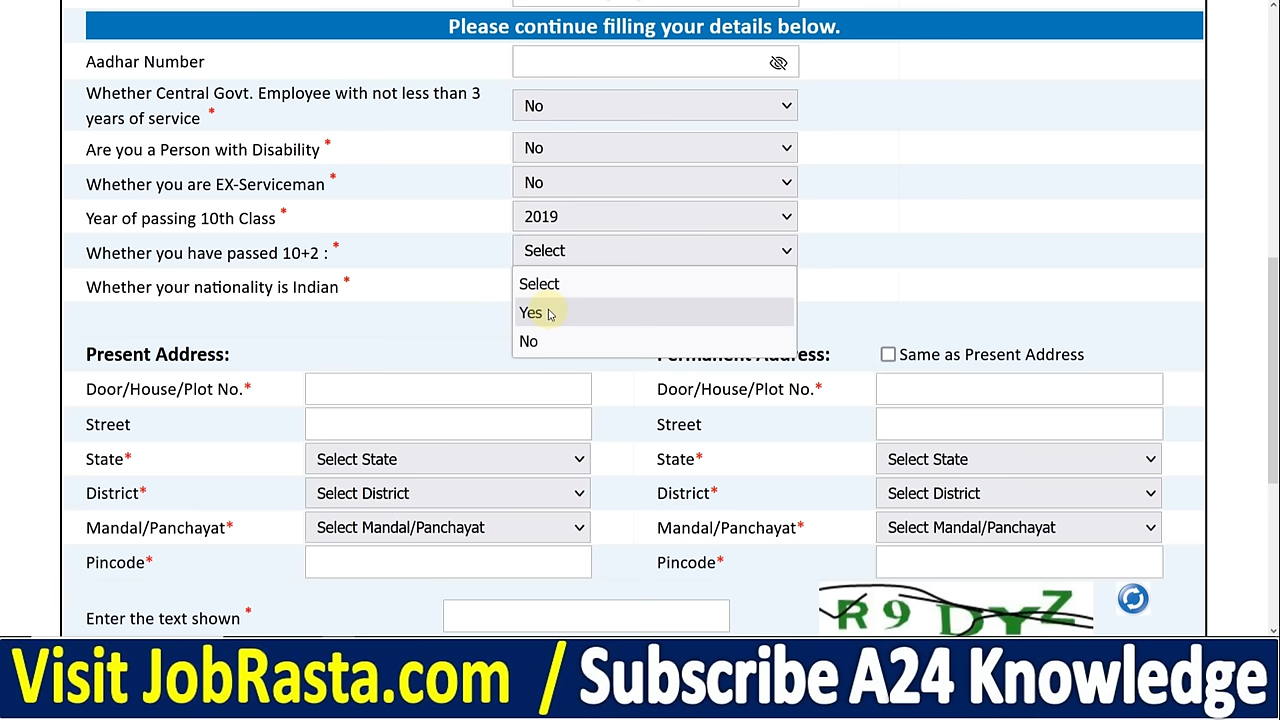 Please continue filling your details below.
Aadhar Number
Whether Central Govt. Employee with not less than 3
years of service * No
Are you a Person with Disability * No
Whether you are EX-Serviceman * No
Year of passing 10th Class * 2019
Whether you have passed 10+2 : * Select
Select
Whether your nationality is Indian *
Yes
No
Present Address:
Permanent Address: Same as Present Address
Door/House/Plot No.* Door/House/Plot No.*
Street Street
State* Select State State* Select State
District* Select District District* Select District
Mandal/Panchayat* Select Mandal/Panchayat Mandal/Panchayat* Select Mandal/Panchayat
Pincode* Pincode*
Enter the text shown * R9DYZ
Visit JobRasta.com / Subscribe A24 Knowledge